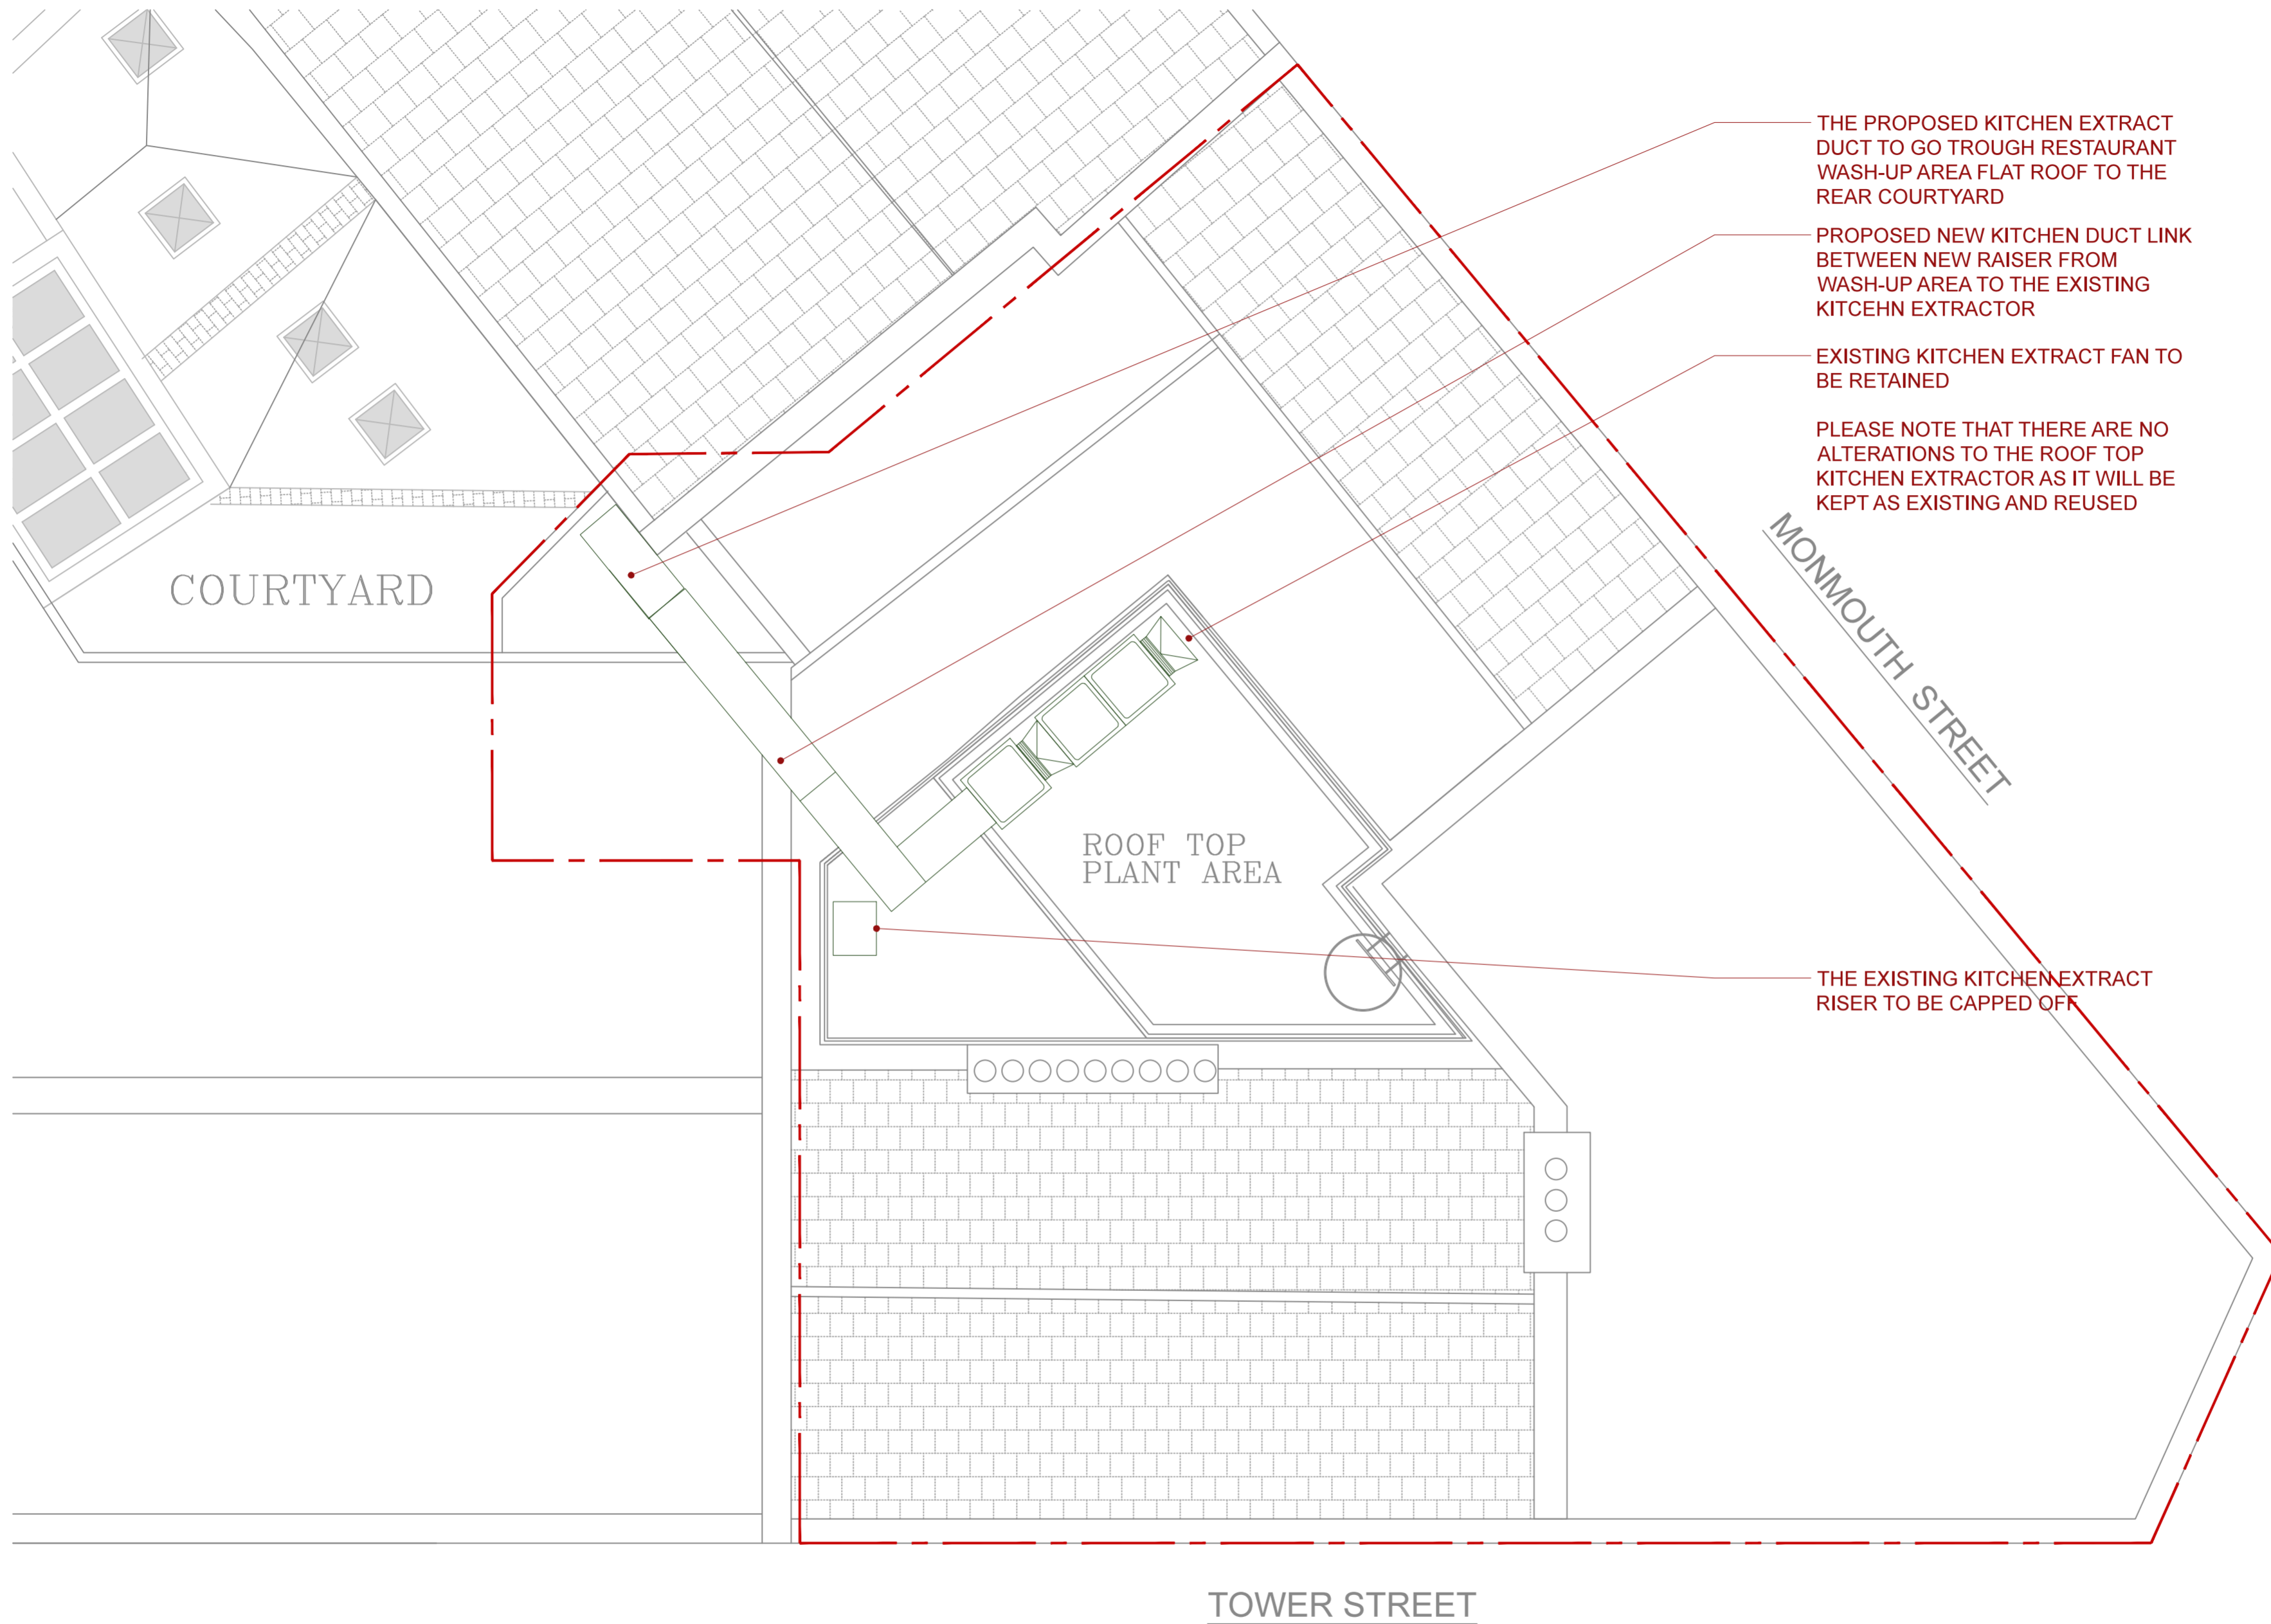 THE PROPOSED KITCHEN EXTRACT
DUCT TO GO TROUGH RESTAURANT
WASH-UP AREA FLAT ROOF TO THE
REAR COURTYARD
PROPOSED NEW KITCHEN DUCT LINK
BETWEEN NEW RAISER FROM
WASH-UP AREA TO THE EXISTING
KITCEHN EXTRACTOR
EXISTING KITCHEN EXTRACT FAN TO
BE RETAINED
PLEASE NOTE THAT THERE ARE NO
ALTERATIONS TO THE ROOF TOP
KITCHEN EXTRACTOR AS IT WILL BE
KEPT AS EXISTING AND REUSED
MONMOUTH STREET
COURTYARD
ROOF TOP
PLANT AREA
THE EXISTING KITCHEN EXTRACT
RISER TO BE CAPPED OFF
TOWER STREET